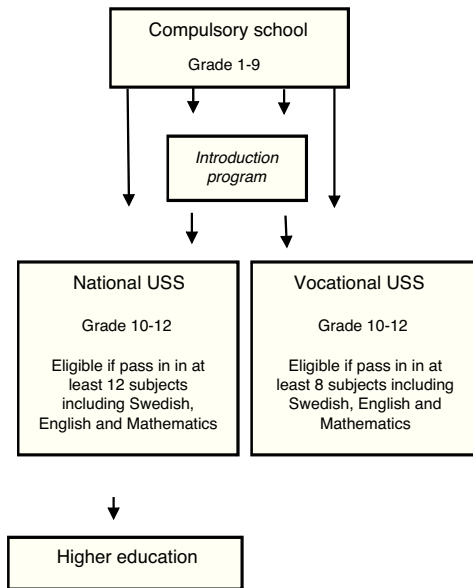 Compulsory school
Grade 1-9
Introduction
program
National USS
Grade 10-12
Eligible if pass in in at
least 12 subjects
including Swedish,
English and Mathematics
Vocational USS
Grade 10-12
Eligible if pass in in at
least 8 subjects including
Swedish, English and
Mathematics
Higher education